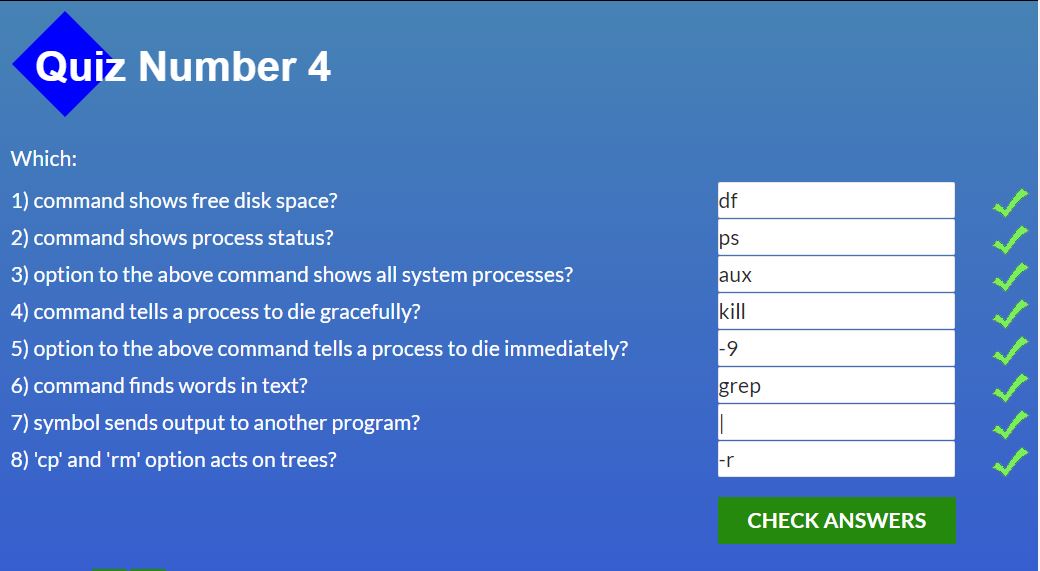 Quiz Number 4
Which:
1) command shows free disk space? df
2) command shows process status? ps
3) option to the above command shows all system processes? aux
4) command tells a process to die gracefully? kill
5) option to the above command tells a process to die immediately? -9
6) command finds words in text? grep
7) symbol sends output to another program? |
8) 'cp' and 'rm' option acts on trees? -r
CHECK ANSWERS